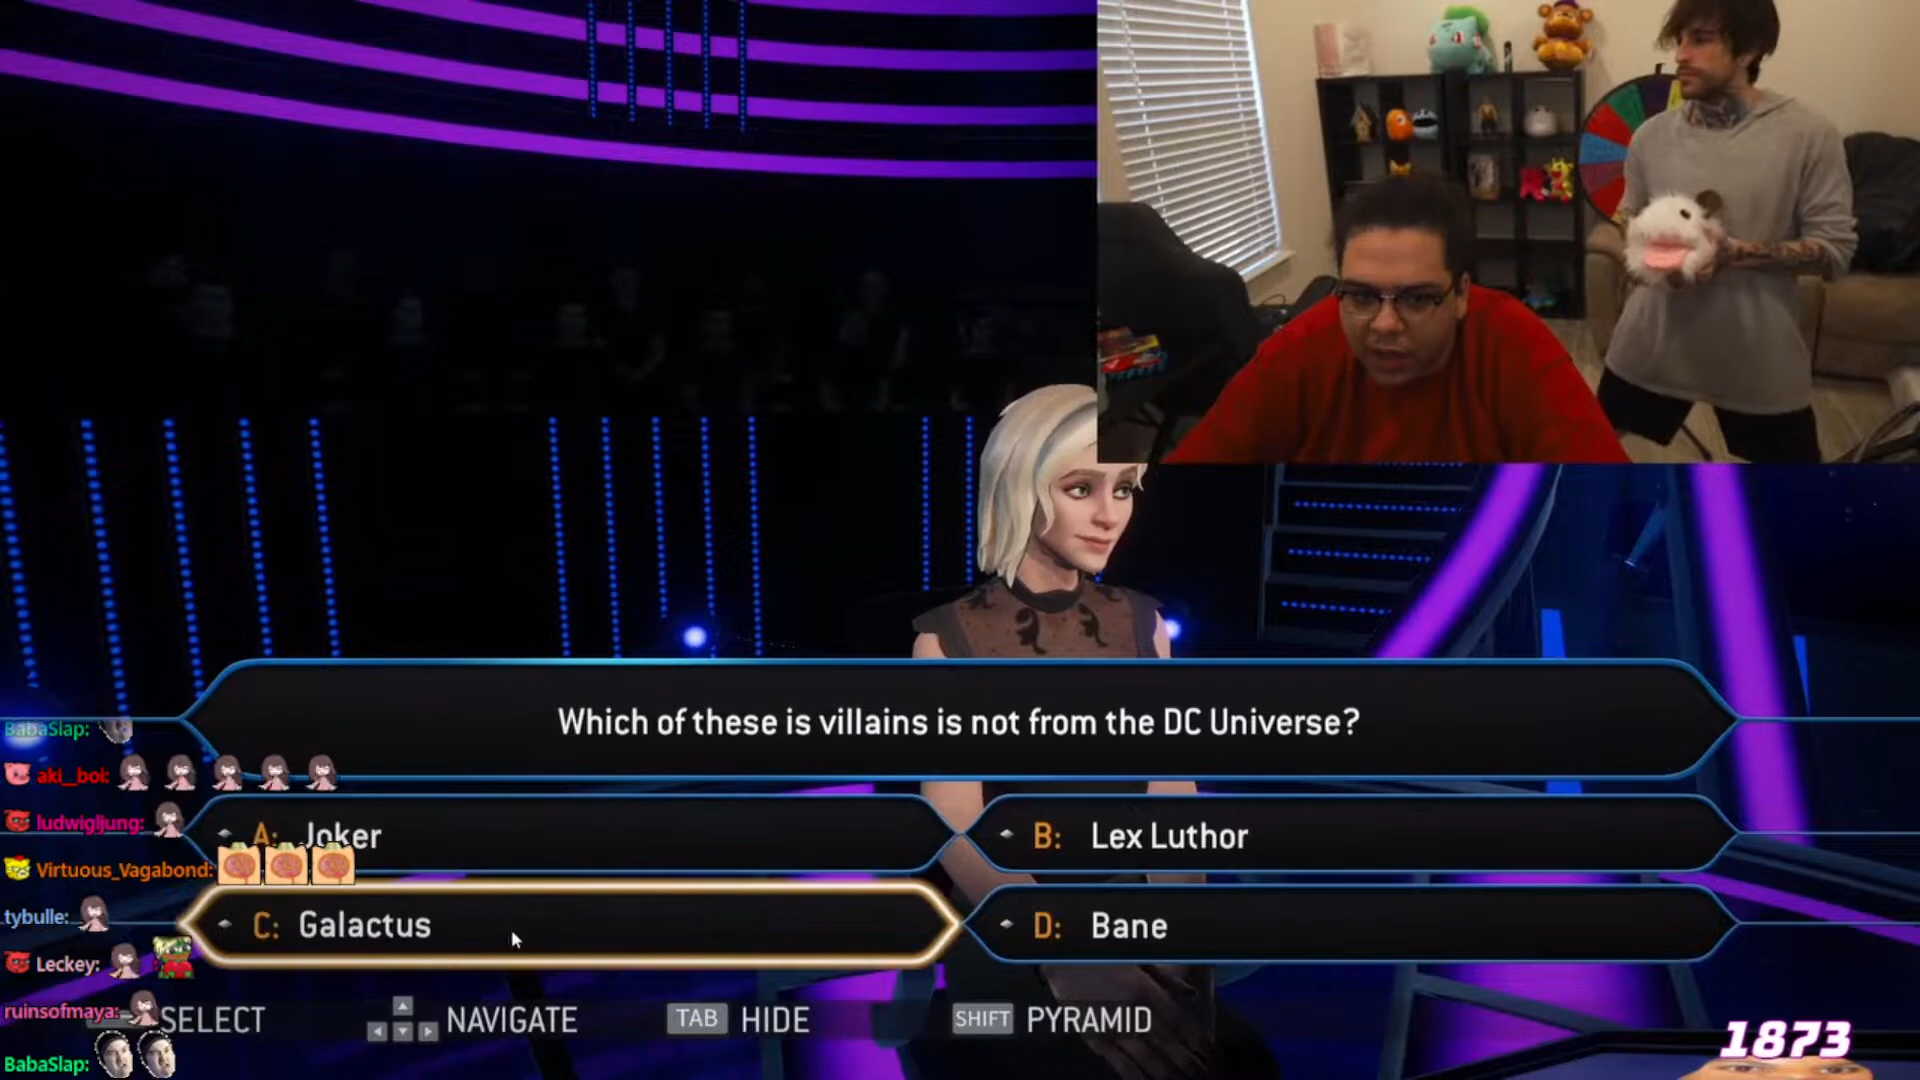 Which of these is villains is not from the DC Universe?
BabaSlap:
aki__boi:
ludwigljung:
A: Joker
B: Lex Luthor
Virtuous_Vagabond:
tybulle:
C: Galactus
D: Bane
Leckey:
ruinsofmaya:
SELECT
NAVIGATE
TAB HIDE
SHIFT PYRAMID
1873
BabaSlap: